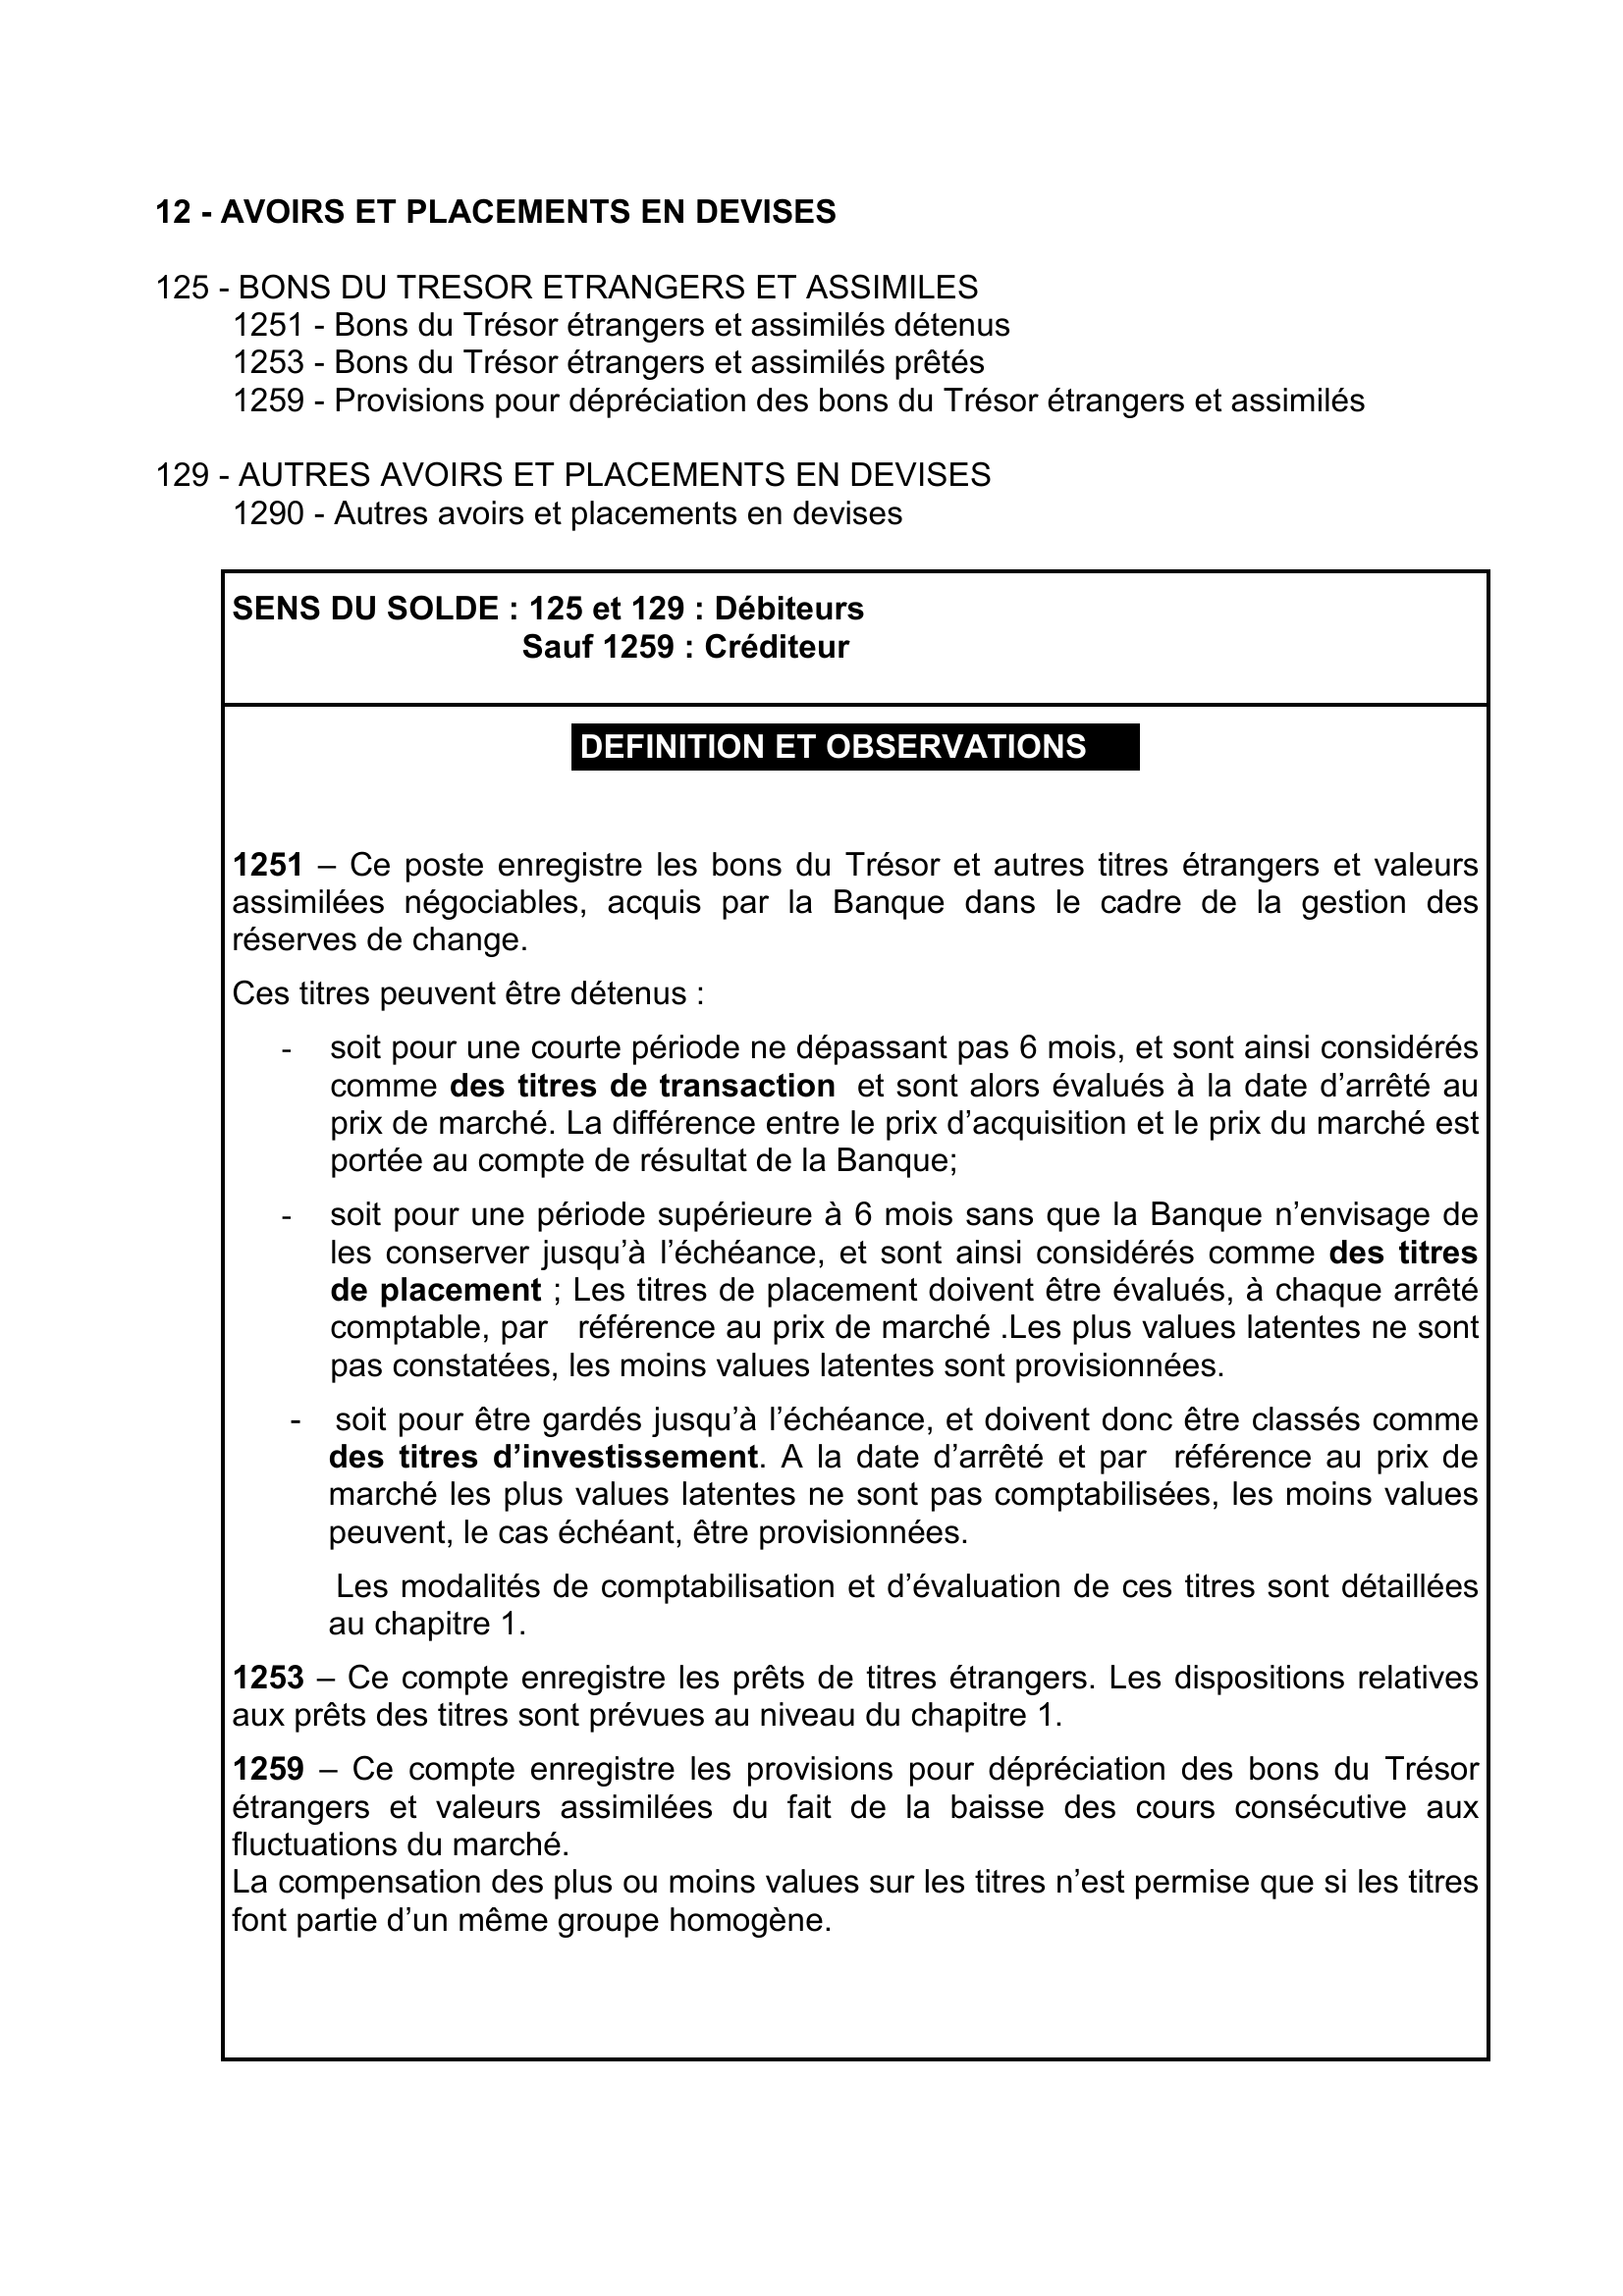 12 - AVOIRS ET PLACEMENTS EN DEVISES
125 - BONS DU TRESOR ETRANGERS ET ASSIMILES
1251 - Bons du Trésor étrangers et assimilés détenus
1253 - Bons du Trésor étrangers et assimilés prêtés
1259 - Provisions pour dépréciation des bons du Trésor étrangers et assimilés
129 - AUTRES AVOIRS ET PLACEMENTS EN DEVISES
1290 - Autres avoirs et placements en devises
SENS DU SOLDE : 125 et 129 : Débiteurs
Sauf 1259 : Créditeur
DEFINITION ET OBSERVATIONS
1251 – Ce poste enregistre les bons du Trésor et autres titres étrangers et valeurs
assimilées négociables, acquis par la Banque dans le cadre de la gestion des
réserves de change.
Ces titres peuvent être détenus :
- soit pour une courte période ne dépassant pas 6 mois, et sont ainsi considérés
comme des titres de transaction et sont alors évalués à la date d’arrêté au
prix de marché. La différence entre le prix d’acquisition et le prix du marché est
portée au compte de résultat de la Banque;
- soit pour une période supérieure à 6 mois sans que la Banque n’envisage de
les conserver jusqu’à l’échéance, et sont ainsi considérés comme des titres
de placement ; Les titres de placement doivent être évalués, à chaque arrêté
comptable, par référence au prix de marché .Les plus values latentes ne sont
pas constatées, les moins values latentes sont provisionnées.
- soit pour être gardés jusqu’à l’échéance, et doivent donc être classés comme
des titres d’investissement. A la date d’arrêté et par référence au prix de
marché les plus values latentes ne sont pas comptabilisées, les moins values
peuvent, le cas échéant, être provisionnées.
Les modalités de comptabilisation et d’évaluation de ces titres sont détaillées
au chapitre 1.
1253 – Ce compte enregistre les prêts de titres étrangers. Les dispositions relatives
aux prêts des titres sont prévues au niveau du chapitre 1.
1259 – Ce compte enregistre les provisions pour dépréciation des bons du Trésor
étrangers et valeurs assimilées du fait de la baisse des cours consécutive aux
fluctuations du marché.
La compensation des plus ou moins values sur les titres n’est permise que si les titres
font partie d’un même groupe homogène.